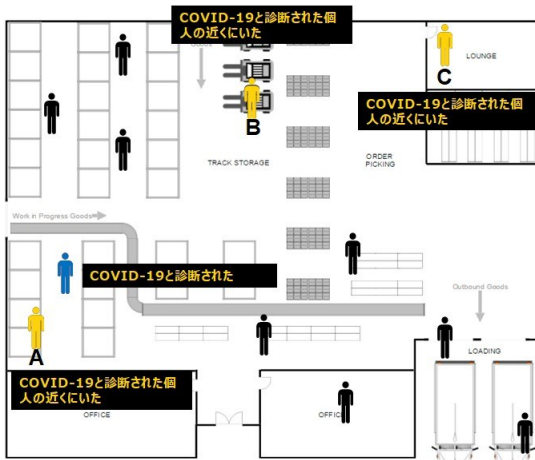 COVID-19と診断された個
人の近くにいた
C
LOUNGE
B
COVID-19と診断された個
人の近くにいた
TRACK STORAGE
ORDER
PICKING
Work in Progress Goods
COVID-19と診断された
Outbound Goods
A
LOADING
COVID-19と診断された個
人の近くにいた
OFFICE
OFFIC